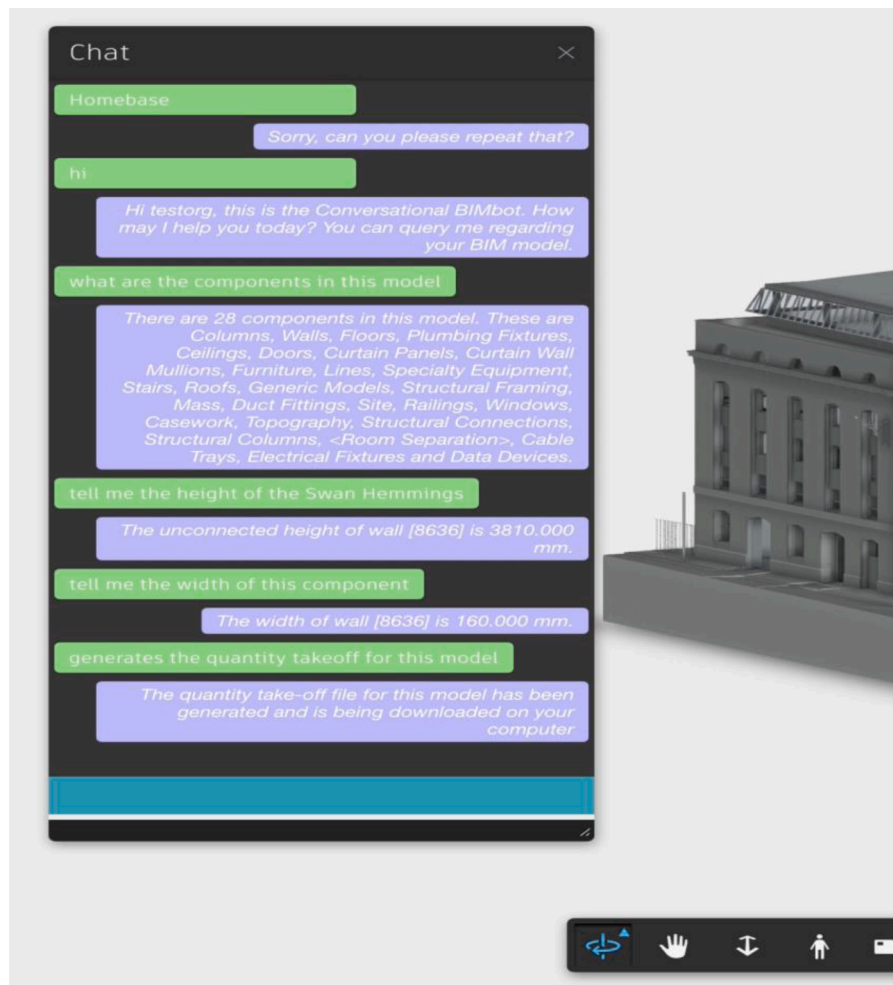 Chat
Homebase
Sorry, can you please repeat that?
hi
Hi testorg, this is the Conversational BIMbot. How
may I help you today? You can query me regarding
your BIM model.
what are the components in this model
There are 28 components in this model. These are
Columns, Walls, Floors, Plumbing Fixtures,
Ceilings, Doors, Curtain Panels, Curtain Wall
Mullions, Furniture, Lines, Specialty Equipment,
Stairs, Roofs, Generic Models, Structural Framing,
Mass, Duct Fittings, Site, Railings, Windows,
Casework, Topography, Structural Connections,
Structural Columns, <Room Separation>, Cable
Trays, Electrical Fixtures and Data Devices.
tell me the height of the Swan Hemmings
The unconnected height of wall [8636] is 3810.000
mm.
tell me the width of this component
The width of wall [8636] is 160.000 mm.
generates the quantity takeoff for this model
The quantity take-off file for this model has been
generated and is being downloaded on your
computer